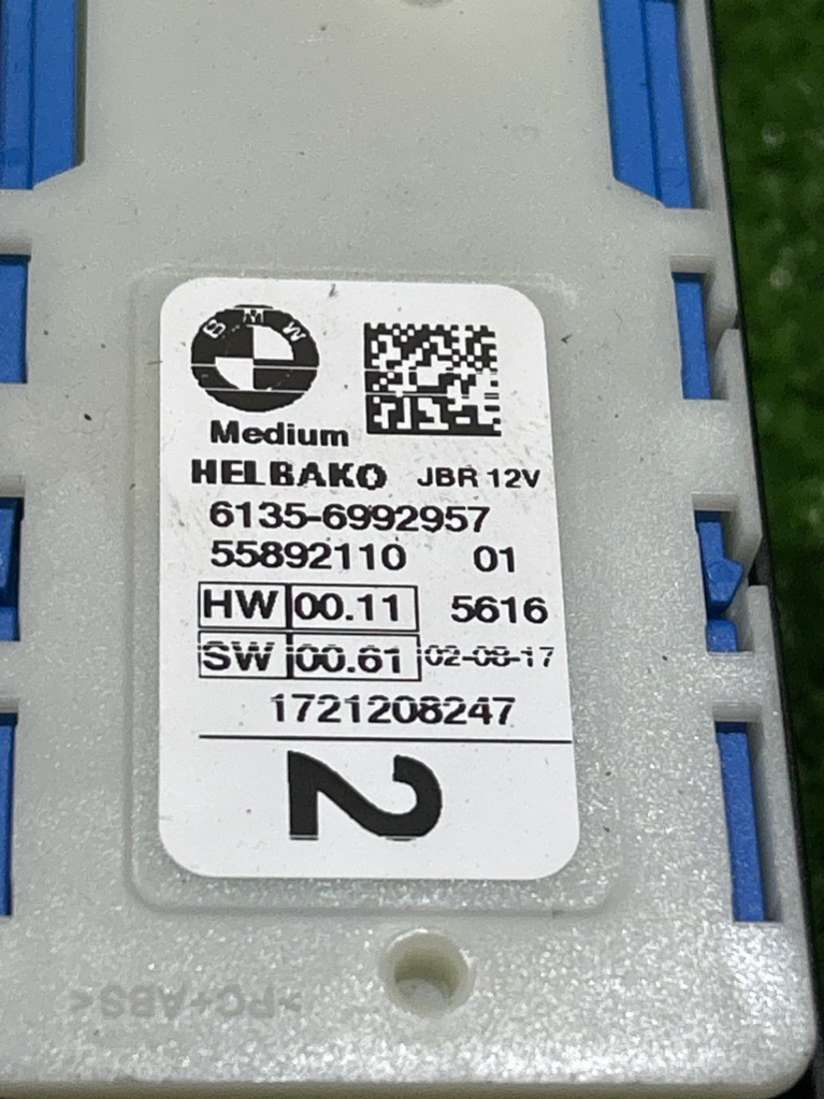 BMW
Medium
HELBAKO JBR 12V
6135-6992957
55892110 01
HW 00.11 5616
SW 00.61 02-08-17
1721208247
2
>PC+ABS<